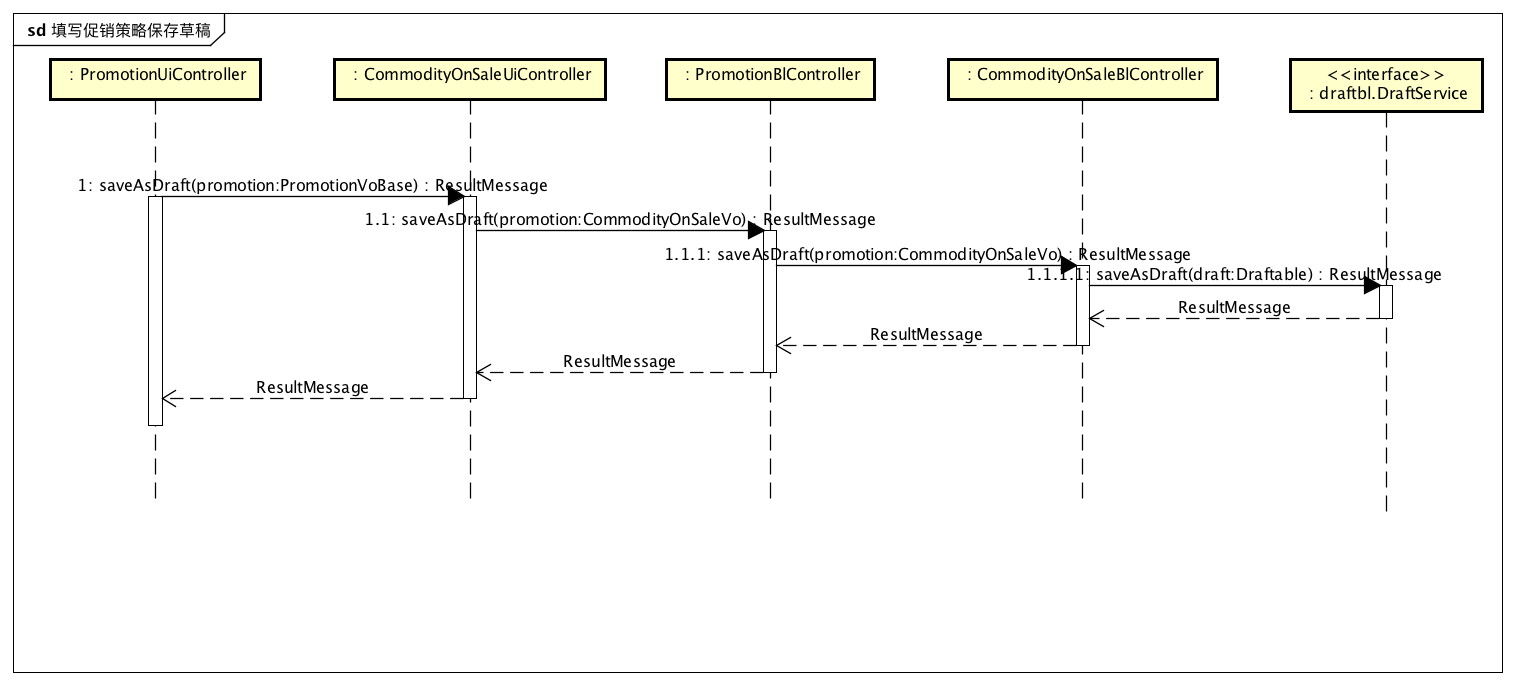 sd 填写促销策略保存草稿
: PromotionUiController
: CommodityOnSaleUiController
: PromotionBlController
: CommodityOnSaleBlController
<<interface>>
: draftbl.DraftService
1: saveAsDraft(promotion:PromotionVoBase) : ResultMessage
1.1: saveAsDraft(promotion:CommodityOnSaleVo) : ResultMessage
1.1.1: saveAsDraft(promotion:CommodityOnSaleVo) : ResultMessage
1.1.1.1: saveAsDraft(draft:Draftable) : ResultMessage
ResultMessage
ResultMessage
ResultMessage
ResultMessage